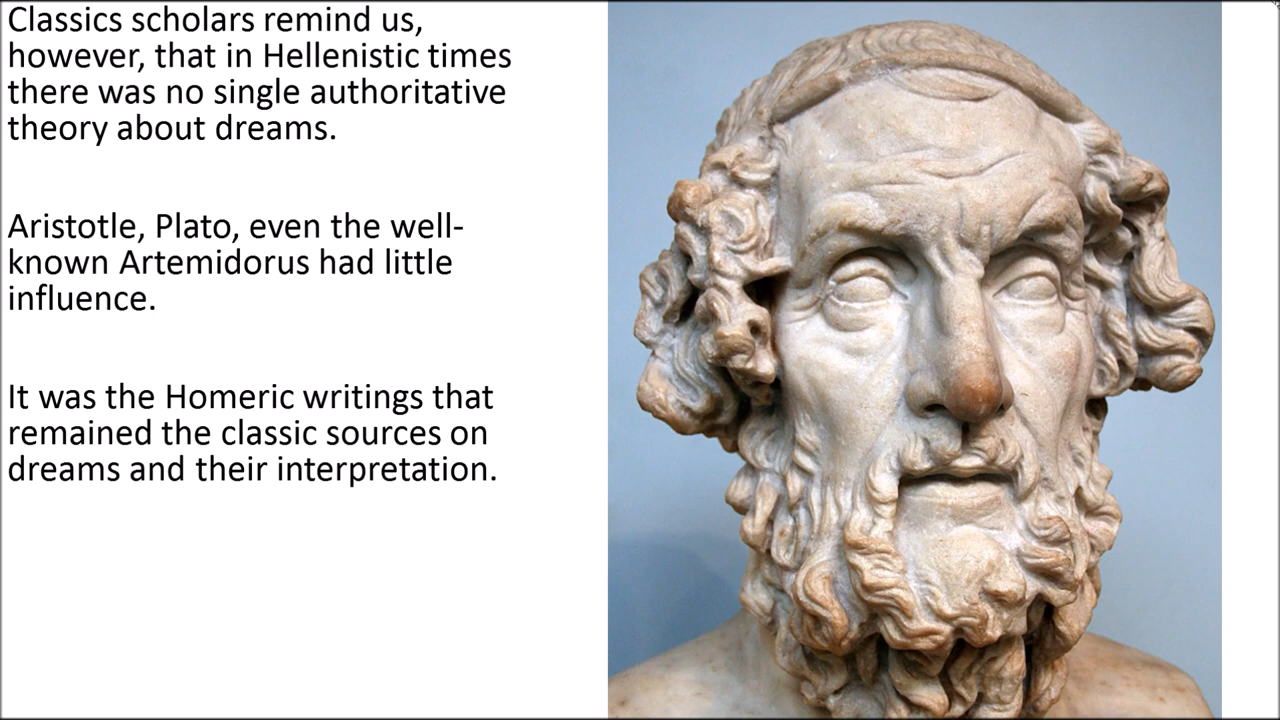 Classics scholars remind us,
however, that in Hellenistic times
there was no single authoritative
theory about dreams.
Aristotle, Plato, even the well-
known Artemidorus had little
influence.
It was the Homeric writings that
remained the classic sources on
dreams and their interpretation.